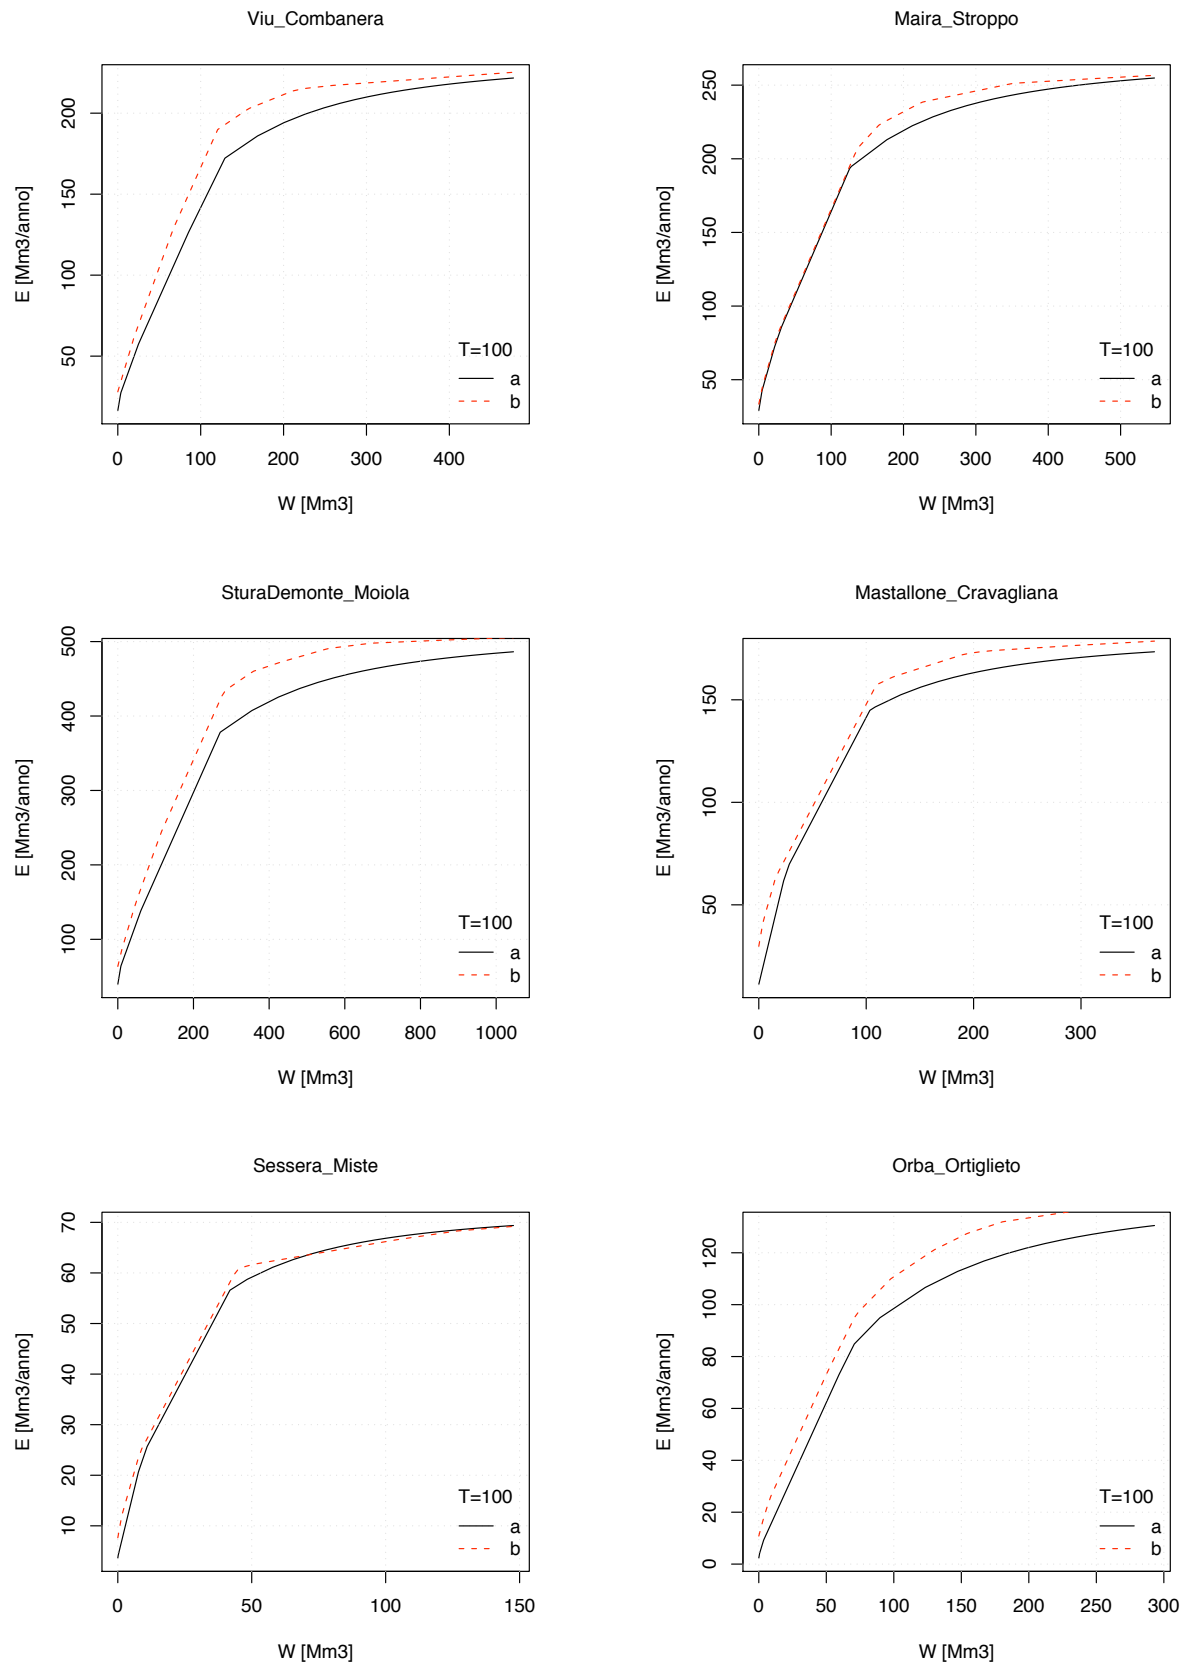 Viu_Combanera
E [Mm3/anno]
50
100
150
200
0 100 200 300 400
W [Mm3]
T=100
a
b
Maira_Stroppo
E [Mm3/anno]
50
100
150
200
250
0 100 200 300 400 500
W [Mm3]
T=100
a
b
SturaDemonte_Moiola
E [Mm3/anno]
100
200
300
400
500
0 200 400 600 800 1000
W [Mm3]
T=100
a
b
Mastallone_Cravagliana
E [Mm3/anno]
50
100
150
0 100 200 300
W [Mm3]
T=100
a
b
Sessera_Miste
E [Mm3/anno]
10
20
30
40
50
60
70
0 50 100 150
W [Mm3]
T=100
a
b
Orba_Ortiglieto
E [Mm3/anno]
0
20
40
60
80
100
120
0 50 100 150 200 250 300
W [Mm3]
T=100
a
b